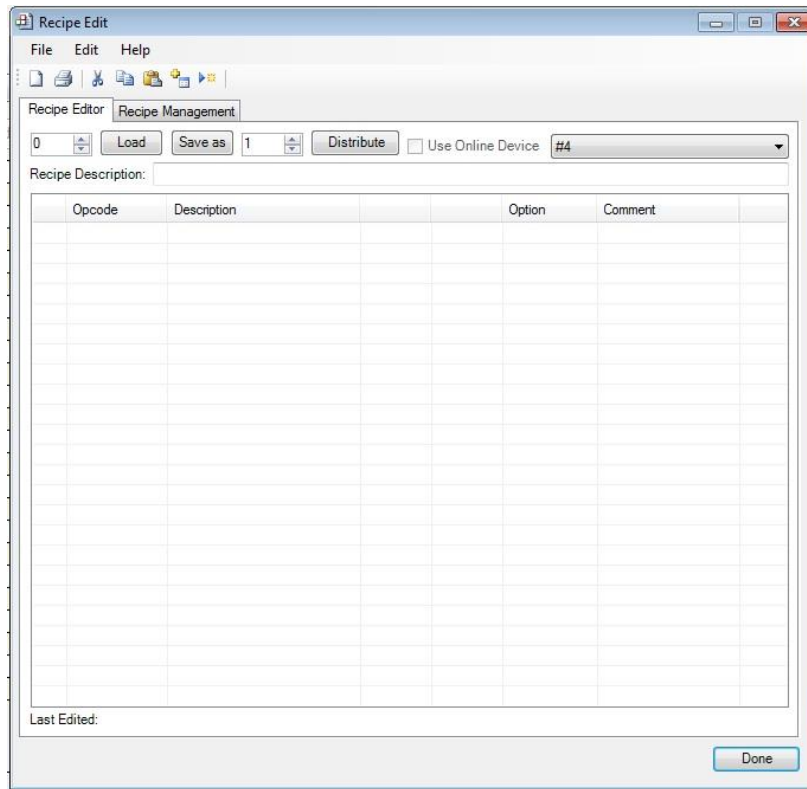 Recipe Edit
File Edit Help
Recipe Editor Recipe Management
0 Load Save as 1 Distribute Use Online Device #4
Recipe Description:
Opcode Description Option Comment
Last Edited:
Done